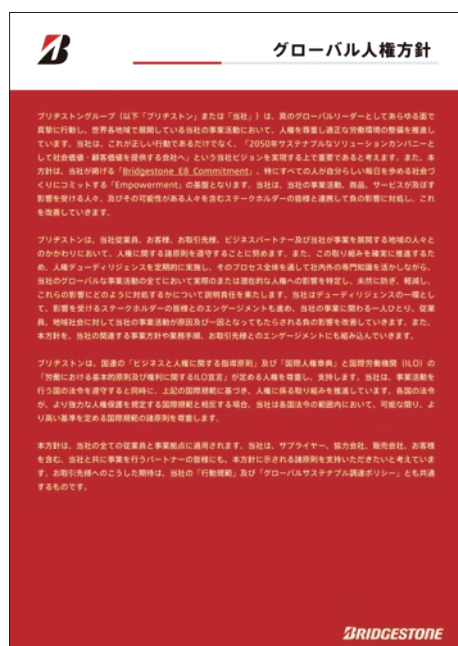 グローバル人権方針
ブリヂストングループ（以下「ブリヂストン」または「当社」）は、真のグローバルリーダーとしてあらゆる面で
真摯に行動し、世界各地域で展開している当社の事業活動において、人権を尊重し適正な労働環境の整備を推進し
ています。当社は、これが正しい行動であるだけでなく、「2050年サステナブルなソリューションカンパニーと
して社会価値・顧客価値を提供する会社へ」という当社ビジョンを実現する上で重要であると考えます。また、本
方針は、当社が掲げる「Bridgestone E8 Commitment」、特にすべての人が自分らしい毎日を歩める社会づ
くりにコミットする「Empowerment」の基盤となります。当社は、当社の事業活動、商品、サービスが及ぼす
影響を受ける人々、及びその可能性がある人々を含むステークホルダーの皆様と連携して負の影響に対処し、これ
を改善していきます。
ブリヂストンは、当社従業員、お客様、お取引先様、ビジネスパートナー及び当社が事業を展開する地域の人々と
のかかわりにおいて、人権に関する諸原則を遵守することに努めます。また、この取り組みを確実に推進するた
め、人権デューディリジェンスを定期的に実施し、そのプロセス全体を通して社内外の専門知識を活かしながら、
当社のグローバルな事業活動の全てにおいて実際のまたは潜在的な人権への影響を特定し、未然に防ぎ、軽減し、
これらの影響にどのように対処するかについて説明責任を果たします。当社はデューディリジェンスの一環とし
て、影響を受けるステークホルダーの皆様とのエンゲージメントも進め、当社の事業に関わる一人ひとり、従業
員、地域社会に対して当社の事業活動が原因及び一因となってもたらされる負の影響を改善していきます。また、
本方針を、当社の関連する事業方針や業務手順、お取引先様とのエンゲージメントにも組み込んでいきます。
ブリヂストンは、国連の「ビジネスと人権に関する指導原則」及び「国際人権章典」と国際労働機関（ILO）の
「労働における基本的原則及び権利に関するILO宣言」が定める人権を尊重し、支持します。当社は、事業活動を
行う国の法令を遵守すると同時に、上記の国際規範に基づき、人権に係る取り組みを推進しています。各国の法令
が、より強力な人権保護を規定する国際規範と相反する場合、当社は各国法令の範囲内において、可能な限り、よ
り高い基準を定める国際規範の諸原則を遵守します。
本方針は、当社の全ての従業員と事業拠点に適用されます。当社は、サプライヤー、協力会社、販売会社、お客様
を含む、当社と共に事業を行うパートナーの皆様にも、本方針に示される諸原則を支持いただきたいと考えていま
す。お取引先様へのこうした期待は、当社の「行動規範」及び「グローバルサステナブル調達ポリシー」とも共通
するものです。
BRIDGESTONE